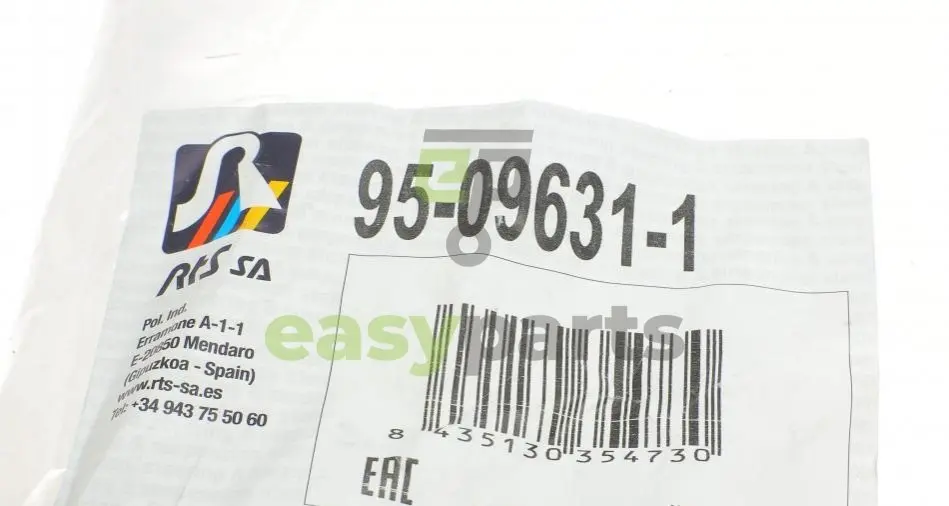 RTS SA
95-09631-1
Pol. Ind.
Erramone A-1-1
E-20850 Mendaro
(Gipuzkoa - Spain)
www.rts-sa.es
Tel: +34 943 75 50 60
easyparts
8 435130 354730
EAC